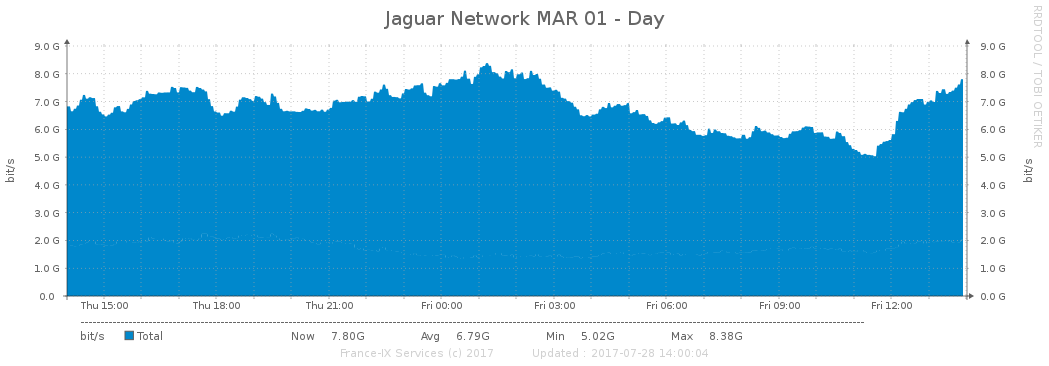 Jaguar Network MAR 01 - Day
RRDTOOL / TOBI OETIKER
9.0 G 9.0 G
8.0 G 8.0 G
7.0 G 7.0 G
6.0 G 6.0 G
5.0 G 5.0 G
4.0 G 4.0 G
3.0 G 3.0 G
2.0 G 2.0 G
1.0 G 1.0 G
0.0 0.0 G
bit/s
bit/s
Thu 15:00 Thu 18:00 Thu 21:00 Fri 00:00 Fri 03:00 Fri 06:00 Fri 09:00 Fri 12:00
bit/s Total Now 7.80G Avg 6.79G Min 5.02G Max 8.38G
France-IX Services (c) 2017 Updated : 2017-07-28 14:00:04